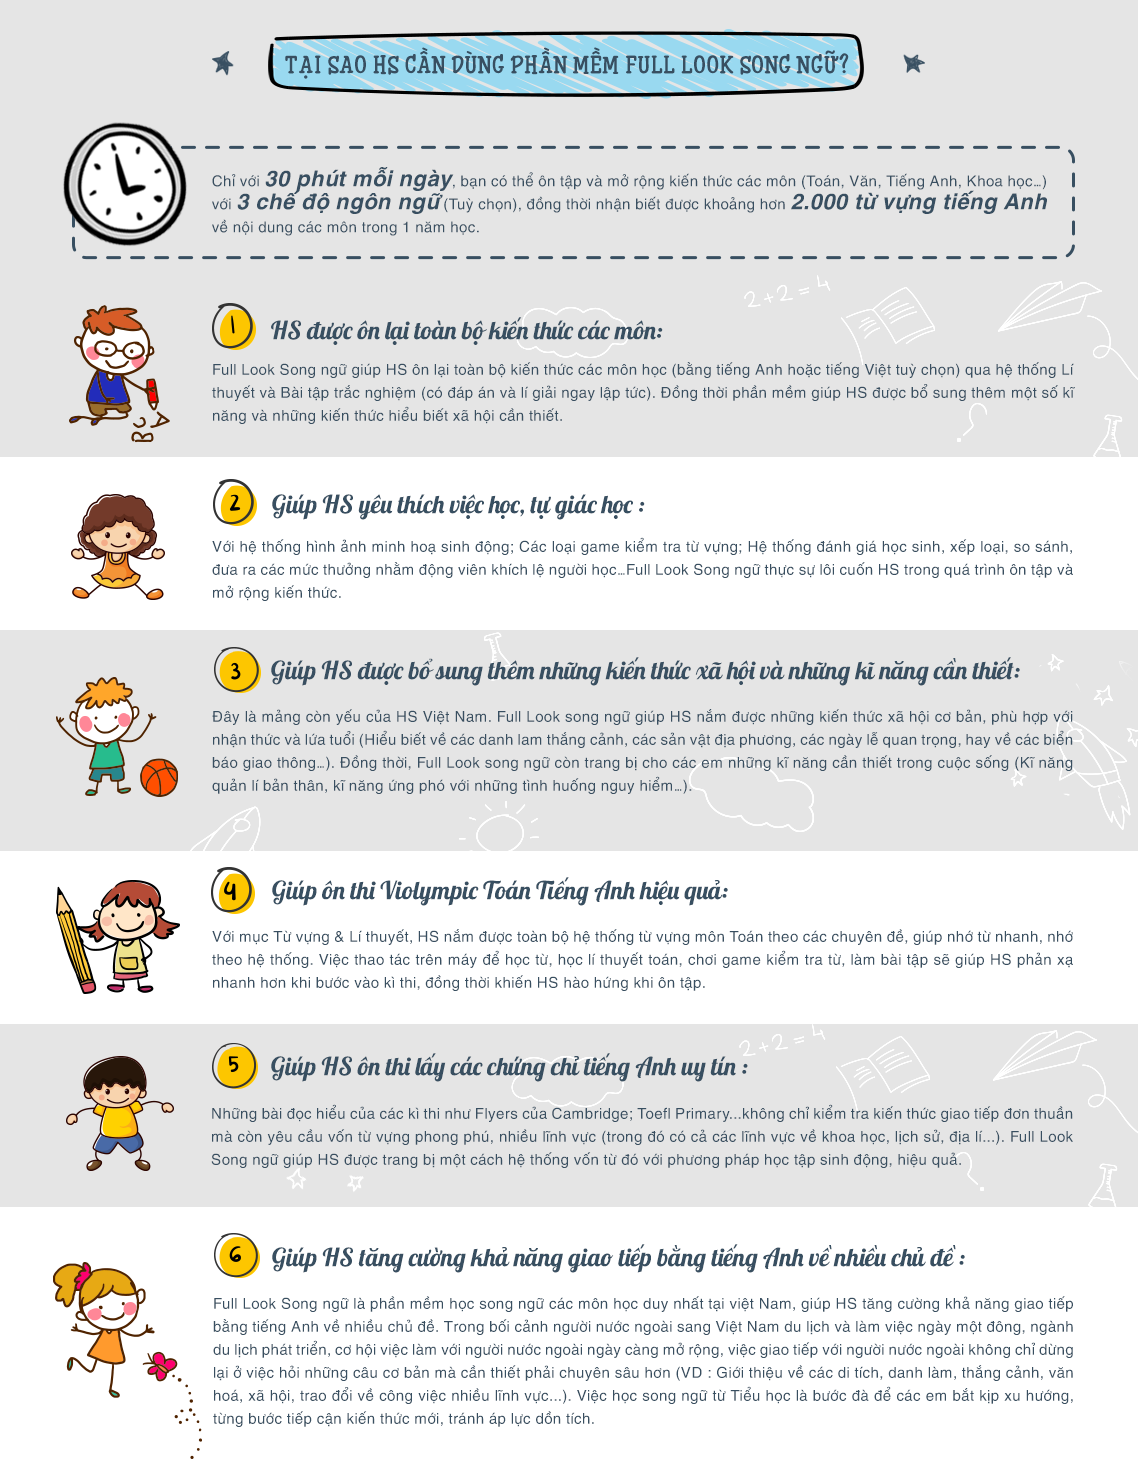 TẠI SAO HS CẦN DÙNG PHẦN MỀM FULL LOOK SONG NGỮ?
Chỉ với 30 phút mỗi ngày, bạn có thể ôn tập và mở rộng kiến thức các môn (Toán, Văn, Tiếng Anh, Khoa học...)
với 3 chế độ ngôn ngữ (Tuỳ chọn), đồng thời nhận biết được khoảng hơn 2.000 từ vựng tiếng Anh
về nội dung các môn trong 1 năm học.
2+2=4
1 HS được ôn lại toàn bộ kiến thức các môn:
Full Look Song ngữ giúp HS ôn lại toàn bộ kiến thức các môn học (bằng tiếng Anh hoặc tiếng Việt tuỳ chọn) qua hệ thống Lí
thuyết và Bài tập trắc nghiệm (có đáp án và lí giải ngay lập tức). Đồng thời phần mềm giúp HS được bổ sung thêm một số kĩ
năng và những kiến thức hiểu biết xã hội cần thiết.
B C A
?
2 Giúp HS yêu thích việc học, tự giác học :
Với hệ thống hình ảnh minh hoạ sinh động; Các loại game kiểm tra từ vựng; Hệ thống đánh giá học sinh, xếp loại, so sánh,
đưa ra các mức thưởng nhằm động viên khích lệ người học...Full Look Song ngữ thực sự lôi cuốn HS trong quá trình ôn tập và
mở rộng kiến thức.
3 Giúp HS được bổ sung thêm những kiến thức xã hội và những kĩ năng cần thiết:
Đây là mảng còn yếu của HS Việt Nam. Full Look song ngữ giúp HS nắm được những kiến thức xã hội cơ bản, phù hợp với
nhận thức và lứa tuổi (Hiểu biết về các danh lam thắng cảnh, các sản vật địa phương, các ngày lễ quan trọng, hay về các biển
báo giao thông...). Đồng thời, Full Look song ngữ còn trang bị cho các em những kĩ năng cần thiết trong cuộc sống (Kĩ năng
quản lí bản thân, kĩ năng ứng phó với những tình huống nguy hiểm...).
4 Giúp ôn thi Violympic Toán Tiếng Anh hiệu quả:
Với mục Từ vựng & Lí thuyết, HS nắm được toàn bộ hệ thống từ vựng môn Toán theo các chuyên đề, giúp nhớ từ nhanh, nhớ
theo hệ thống. Việc thao tác trên máy để học từ, học lí thuyết toán, chơi game kiểm tra từ, làm bài tập sẽ giúp HS phản xạ
nhanh hơn khi bước vào kì thi, đồng thời khiến HS hào hứng khi ôn tập.
2+2=4
5 Giúp HS ôn thi lấy các chứng chỉ tiếng Anh uy tín :
Những bài đọc hiểu của các kì thi như Flyers của Cambridge; Toefl Primary...không chỉ kiểm tra kiến thức giao tiếp đơn thuần
mà còn yêu cầu vốn từ vựng phong phú, nhiều lĩnh vực (trong đó có cả các lĩnh vực về khoa học, lịch sử, địa lí...). Full Look
Song ngữ giúp HS được trang bị một cách hệ thống vốn từ đó với phương pháp học tập sinh động, hiệu quả.
?
6 Giúp HS tăng cường khả năng giao tiếp bằng tiếng Anh về nhiều chủ đề :
Full Look Song ngữ là phần mềm học song ngữ các môn học duy nhất tại việt Nam, giúp HS tăng cường khả năng giao tiếp
bằng tiếng Anh về nhiều chủ đề. Trong bối cảnh người nước ngoài sang Việt Nam du lịch và làm việc ngày một đông, ngành
du lịch phát triển, cơ hội việc làm với người nước ngoài ngày càng mở rộng, việc giao tiếp với người nước ngoài không chỉ dừng
lại ở việc hỏi những câu cơ bản mà cần thiết phải chuyên sâu hơn (VD : Giới thiệu về các di tích, danh làm, thắng cảnh, văn
hoá, xã hội, trao đổi về công việc nhiều lĩnh vực...). Việc học song ngữ từ Tiểu học là bước đà để các em bắt kịp xu hướng,
từng bước tiếp cận kiến thức mới, tránh áp lực dồn tích.